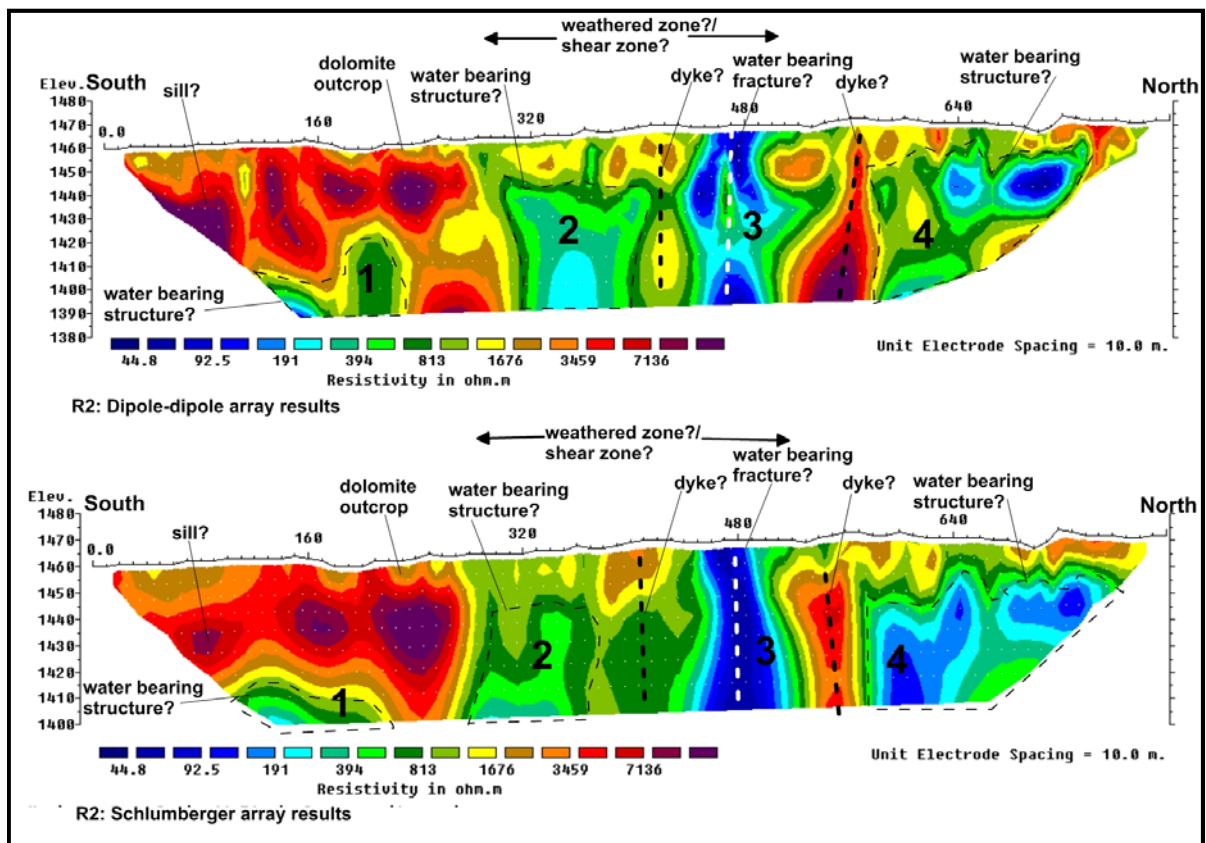 weathered zone?/
shear zone?
Elev. South
sill?
dolomite
outcrop
water bearing
structure?
dyke?
water bearing
fracture?
dyke?
water bearing
structure?
North
1480
1470
1460
1450
1440
1430
1420
1410
1400
1390
1380
0.0 160 320 480 640
1 2 3 4
water bearing
structure?
44.8 92.5 191 394 813 1676 3459 7136
Resistivity in ohm.m
Unit Electrode Spacing = 10.0 m.
R2: Dipole-dipole array results
weathered zone?/
shear zone?
Elev. South
sill?
dolomite
outcrop
water bearing
structure?
dyke?
water bearing
fracture?
dyke?
water bearing
structure?
North
1480
1470
1460
1450
1440
1430
1420
1410
1400
0.0 160 320 480 640
1 2 3 4
water bearing
structure?
44.8 92.5 191 394 813 1676 3459 7136
Resistivity in ohm.m
Unit Electrode Spacing = 10.0 m.
R2: Schlumberger array results